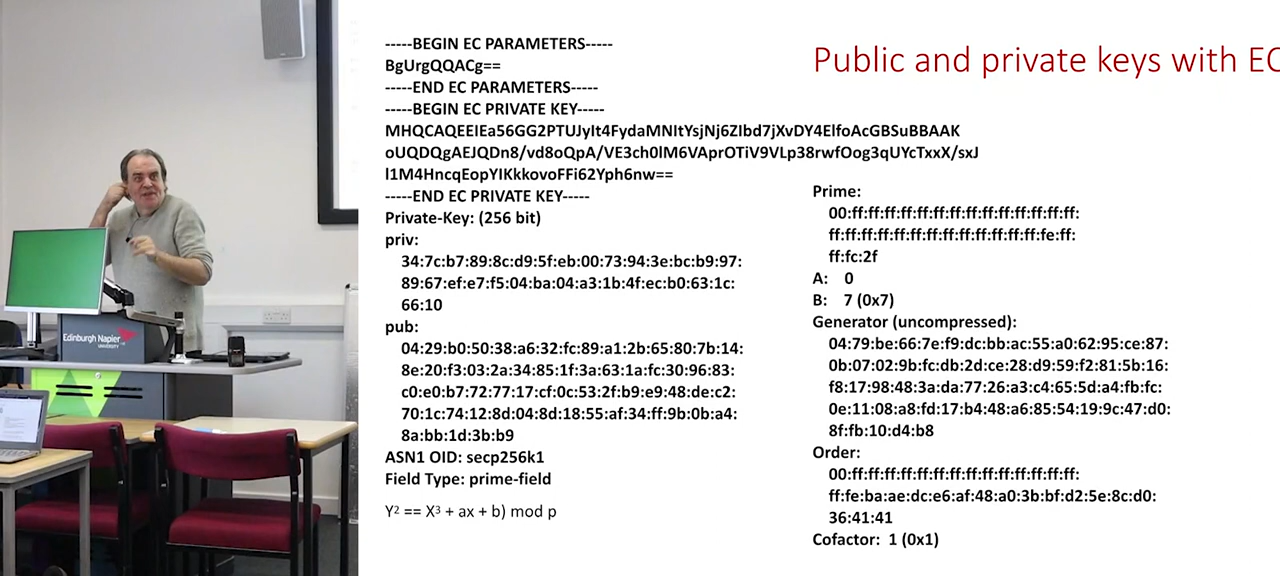 Public and private keys with EC
-----BEGIN EC PARAMETERS-----
BgUrgQQACg==
-----END EC PARAMETERS-----
-----BEGIN EC PRIVATE KEY-----
MHQCAQEEIEa56GG2PTUJyIt4FydaMNItYsjNj6ZIbd7jXvDY4ElfoAcGBSuBBAAK
oUQDQgAEJQDn8/vd8oQpA/VE3ch0lM6VAprOTiV9VLp38rwfOog3qUYcTxxX/sxJ
l1M4HncqEopYIKkkovoFFi62Yph6nw==
-----END EC PRIVATE KEY-----
Private-Key: (256 bit)
priv:
34:7c:b7:89:8c:d9:5f:eb:00:73:94:3e:bc:b9:97:
89:67:ef:e7:f5:04:ba:04:a3:1b:4f:ec:b0:63:1c:
66:10
pub:
04:29:b0:50:38:a6:32:fc:89:a1:2b:65:80:7b:14:
8e:20:f3:03:2a:34:85:1f:3a:63:1a:fc:30:96:83:
c0:e0:b7:72:77:17:cf:0c:53:2f:b9:e9:48:de:c2:
70:1c:74:12:8d:04:8d:18:55:af:34:ff:9b:0b:a4:
8a:bb:1d:3b:b9
ASN1 OID: secp256k1
Field Type: prime-field
Y² == X³ + ax + b) mod p
Prime:
00:ff:ff:ff:ff:ff:ff:ff:ff:ff:ff:ff:ff:ff:ff:
ff:ff:ff:ff:ff:ff:ff:ff:ff:ff:ff:ff:ff:fe:ff:
ff:fc:2f
A: 0
B: 7 (0x7)
Generator (uncompressed):
04:79:be:66:7e:f9:dc:bb:ac:55:a0:62:95:ce:87:
0b:07:02:9b:fc:db:2d:ce:28:d9:59:f2:81:5b:16:
f8:17:98:48:3a:da:77:26:a3:c4:65:5d:a4:fb:fc:
0e:11:08:a8:fd:17:b4:48:a6:85:54:19:9c:47:d0:
8f:fb:10:d4:b8
Order:
00:ff:ff:ff:ff:ff:ff:ff:ff:ff:ff:ff:ff:ff:ff:
ff:fe:ba:ae:dc:e6:af:48:a0:3b:bf:d2:5e:8c:d0:
36:41:41
Cofactor: 1 (0x1)
Edinburgh Napier
UNIVERSITY